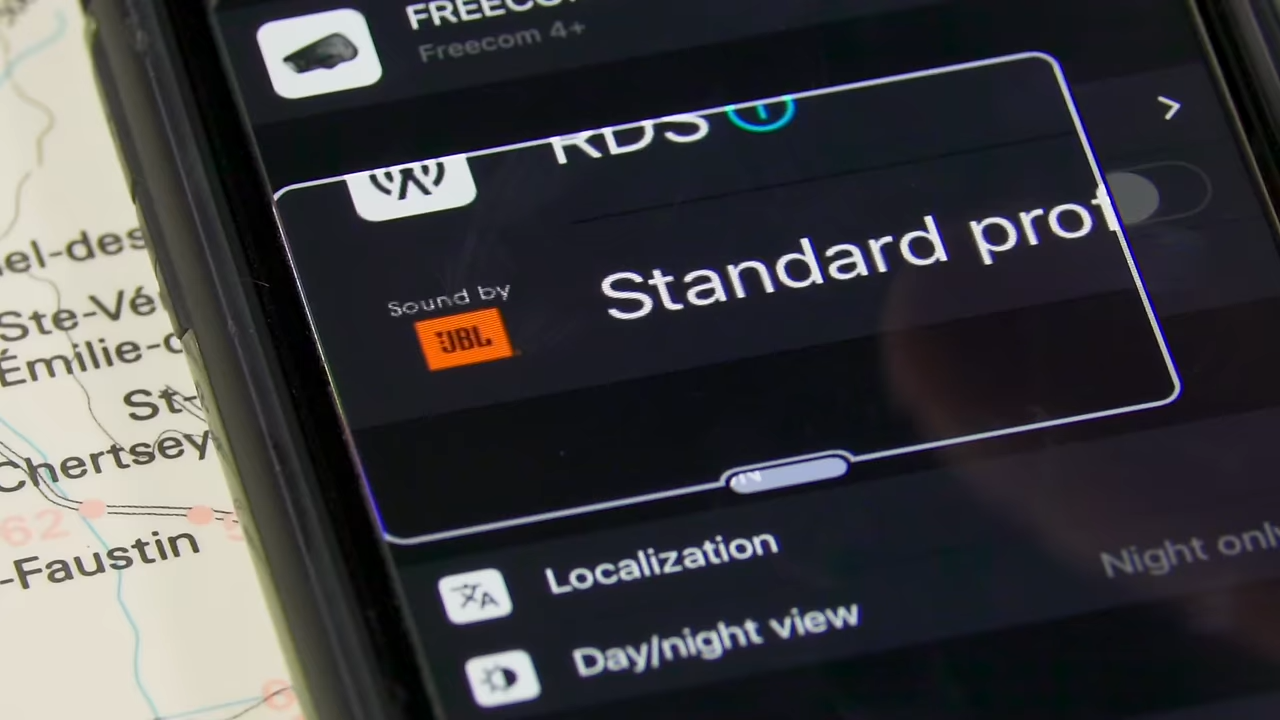 FREECO
Freecom 4+
RDS
Standard prof
Sound by
JBL
Localization
Night only
Day/night view
el-des
Ste-Vé
Émilie-d
St-
Chertsey
62
-Faustin